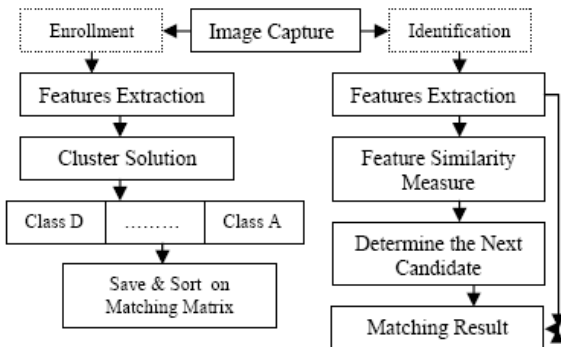 Enrollment
Image Capture
Identification
Features Extraction
Cluster Solution
Class D
.........
Class A
Save & Sort on
Matching Matrix
Features Extraction
Feature Similarity
Measure
Determine the Next
Candidate
Matching Result